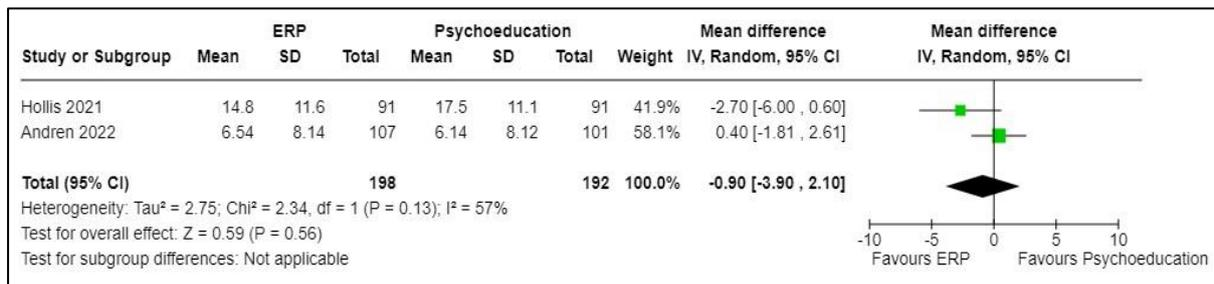 ERP Psychoeducation Mean difference Mean difference
Study or Subgroup Mean SD Total Mean SD Total Weight IV, Random, 95% CI IV, Random, 95% CI
Hollis 2021 14.8 11.6 91 17.5 11.1 91 41.9% -2.70 [-6.00 , 0.60]
Andren 2022 6.54 8.14 107 6.14 8.12 101 58.1% 0.40 [-1.81 , 2.61]
Total (95% CI) 198 192 100.0% -0.90 [-3.90 , 2.10]
Heterogeneity: Tau² = 2.75; Chi² = 2.34, df = 1 (P = 0.13); I² = 57%
Test for overall effect: Z = 0.59 (P = 0.56)
Test for subgroup differences: Not applicable
-10 -5 0 5 10
Favours ERP Favours Psychoeducation